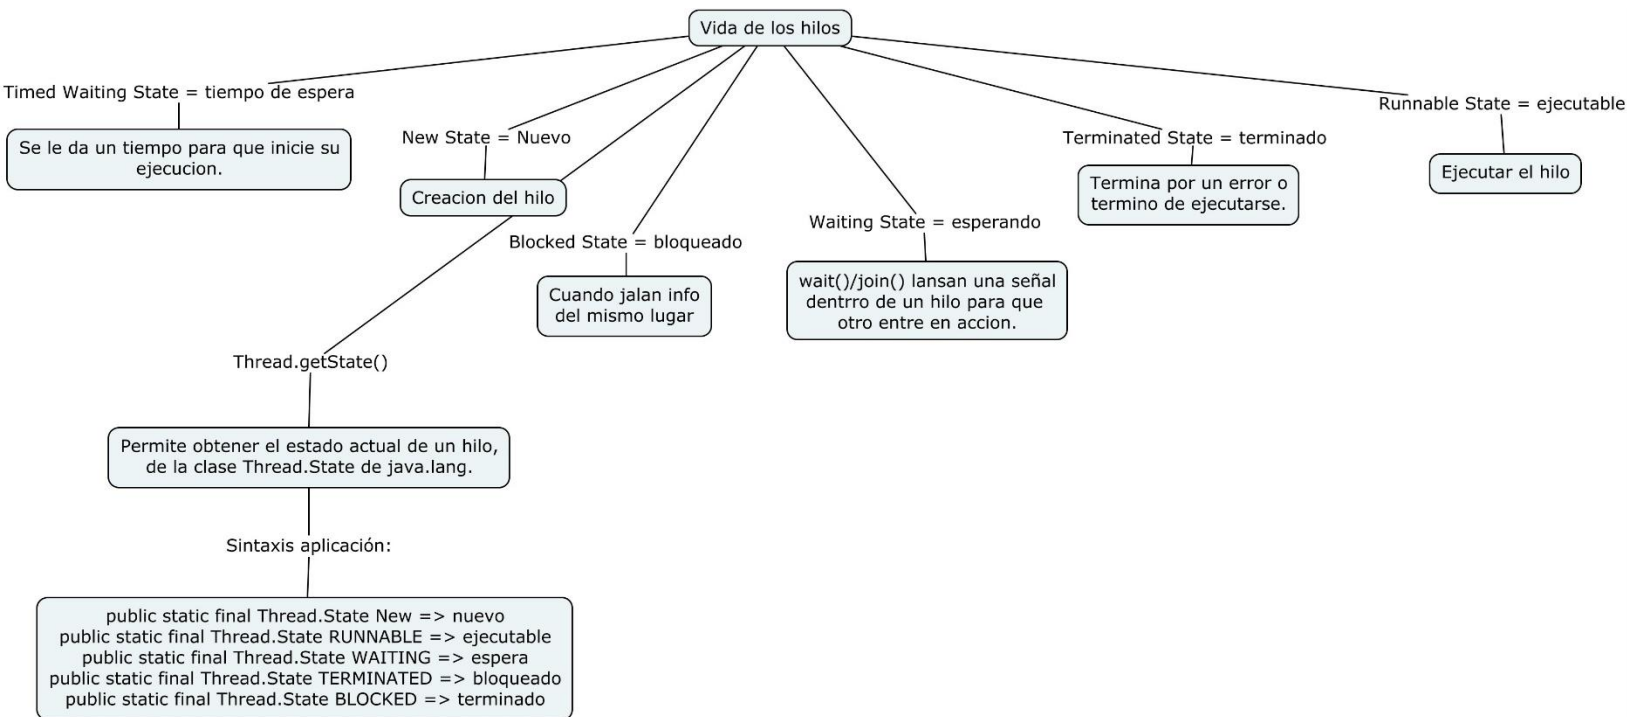 Vida de los hilos
Timed Waiting State = tiempo de espera
Se le da un tiempo para que inicie su
ejecucion.
New State = Nuevo
Creacion del hilo
Blocked State = bloqueado
Cuando jalan info
del mismo lugar
Waiting State = esperando
wait()/join() lansan una señal
dentrro de un hilo para que
otro entre en accion.
Terminated State = terminado
Termina por un error o
termino de ejecutarse.
Runnable State = ejecutable
Ejecutar el hilo
Thread.getState()
Permite obtener el estado actual de un hilo,
de la clase Thread.State de java.lang.
Sintaxis aplicación:
public static final Thread.State New => nuevo
public static final Thread.State RUNNABLE => ejecutable
public static final Thread.State WAITING => espera
public static final Thread.State TERMINATED => bloqueado
public static final Thread.State BLOCKED => terminado